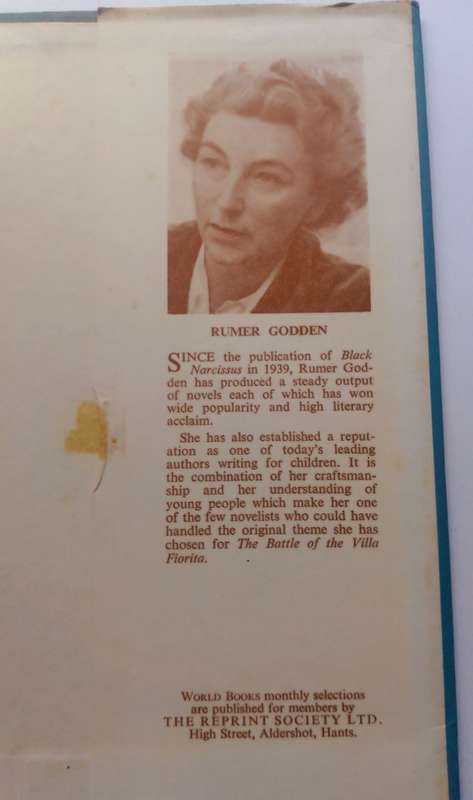 RUMER GODDEN
SINCE the publication of Black
Narcissus in 1939, Rumer God-
den has produced a steady output
of novels each of which has won
wide popularity and high literary
acclaim.
She has also established a reput-
ation as one of today's leading
authors writing for children. It is
the combination of her craftsman-
ship and her understanding of
young people which make her one
of the few novelists who could have
handled the original theme she has
chosen for The Battle of the Villa
Fiorita.
WORLD BOOKS monthly selections
are published for members by
THE REPRINT SOCIETY LTD.
High Street, Aldershot, Hants.